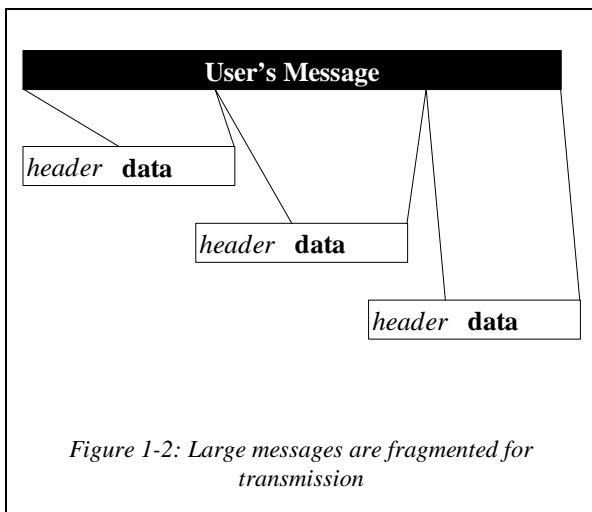 User's Message
header data
header data
header data
Figure 1-2: Large messages are fragmented for
transmission